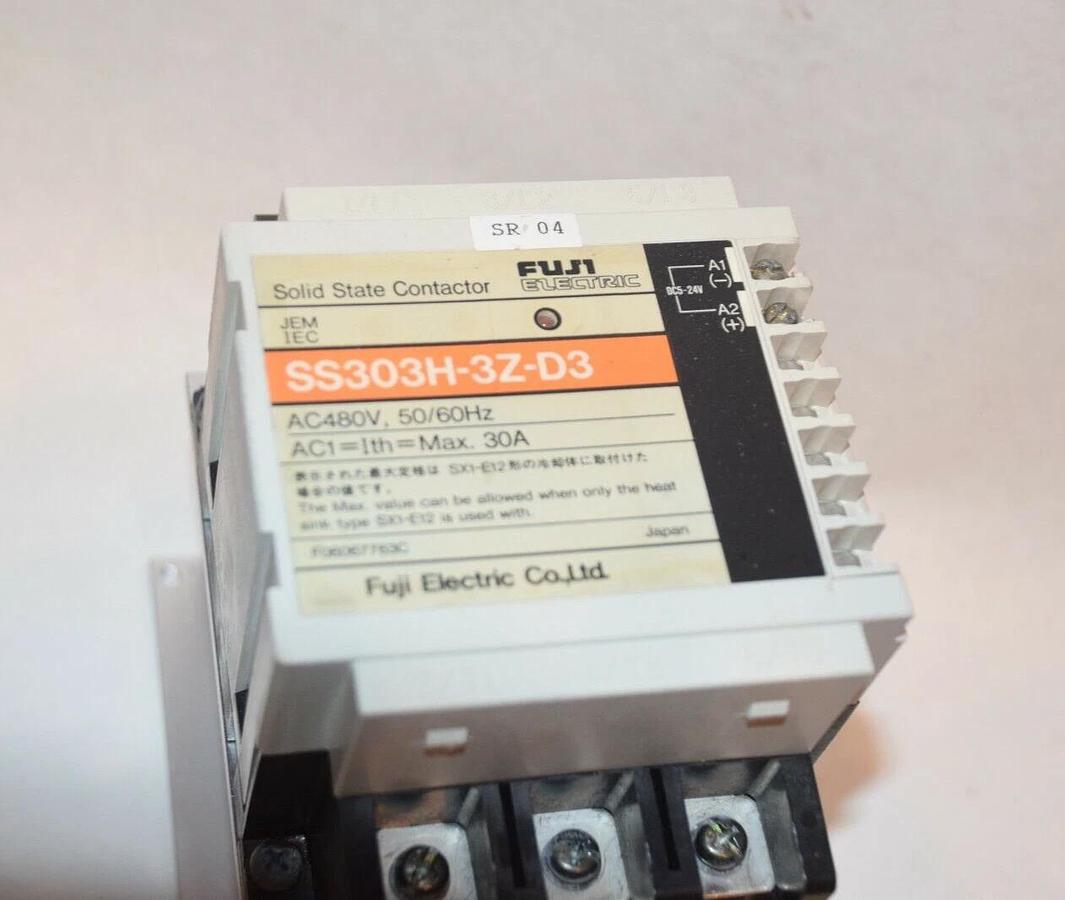 SR 04
Solid State Contactor
FUJI
ELECTRIC
JEM
IEC
SS303H-3Z-D3
AC480V, 50/60Hz
AC1=Ith=Max. 30A
表示された最大定格は SX1-E12 形の冷却体に取付けた
場合の値です。
The Max. value can be allowed when only the heat
sink type SX1-E12 is used with.
Japan
Fuji Electric Co.,Ltd.
A1
(-)
DC5-24V
A2
(+)